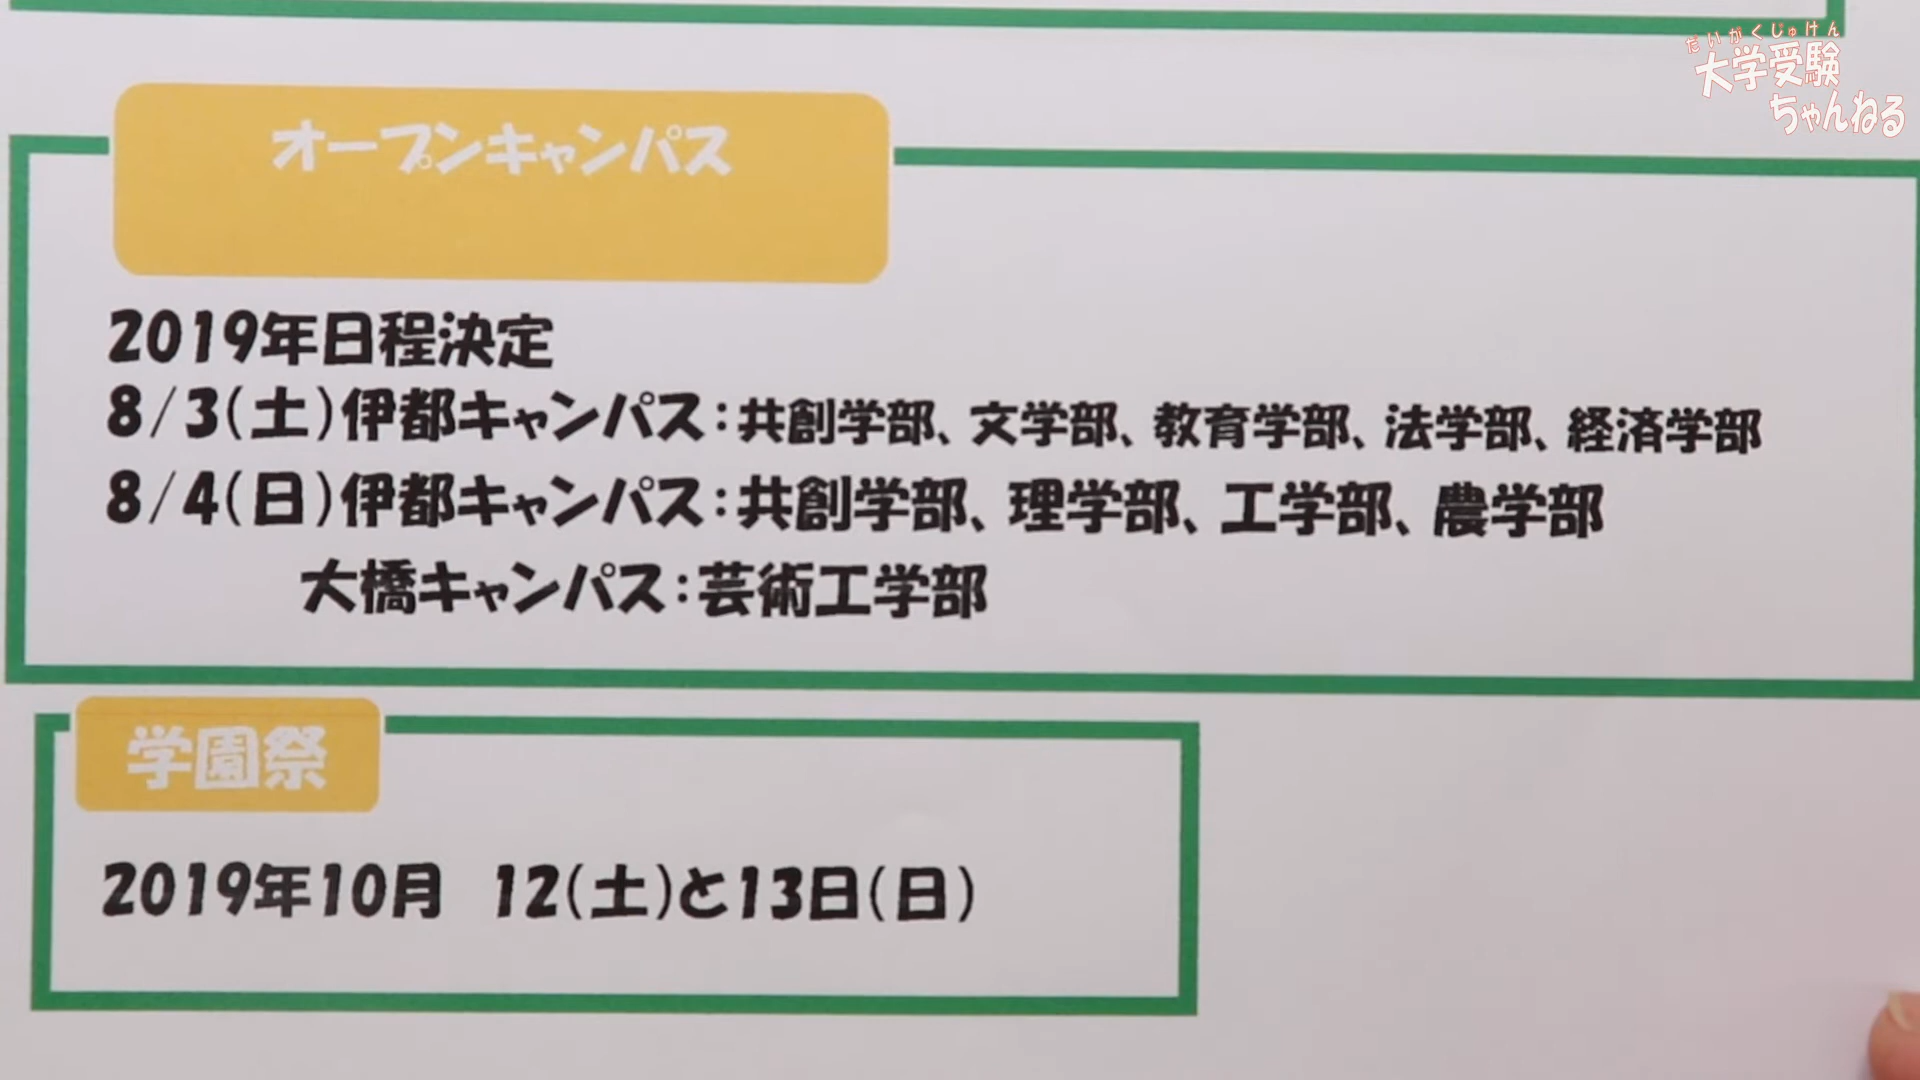 だいがくじゅけん
大学受験
ちゃんねる
オープンキャンパス
2019年日程決定
8/3(土)伊都キャンパス:共創学部、文学部、教育学部、法学部、経済学部
8/4(日)伊都キャンパス:共創学部、理学部、工学部、農学部
大橋キャンパス:芸術工学部
学園祭
2019年10月 12(土)と13日(日)